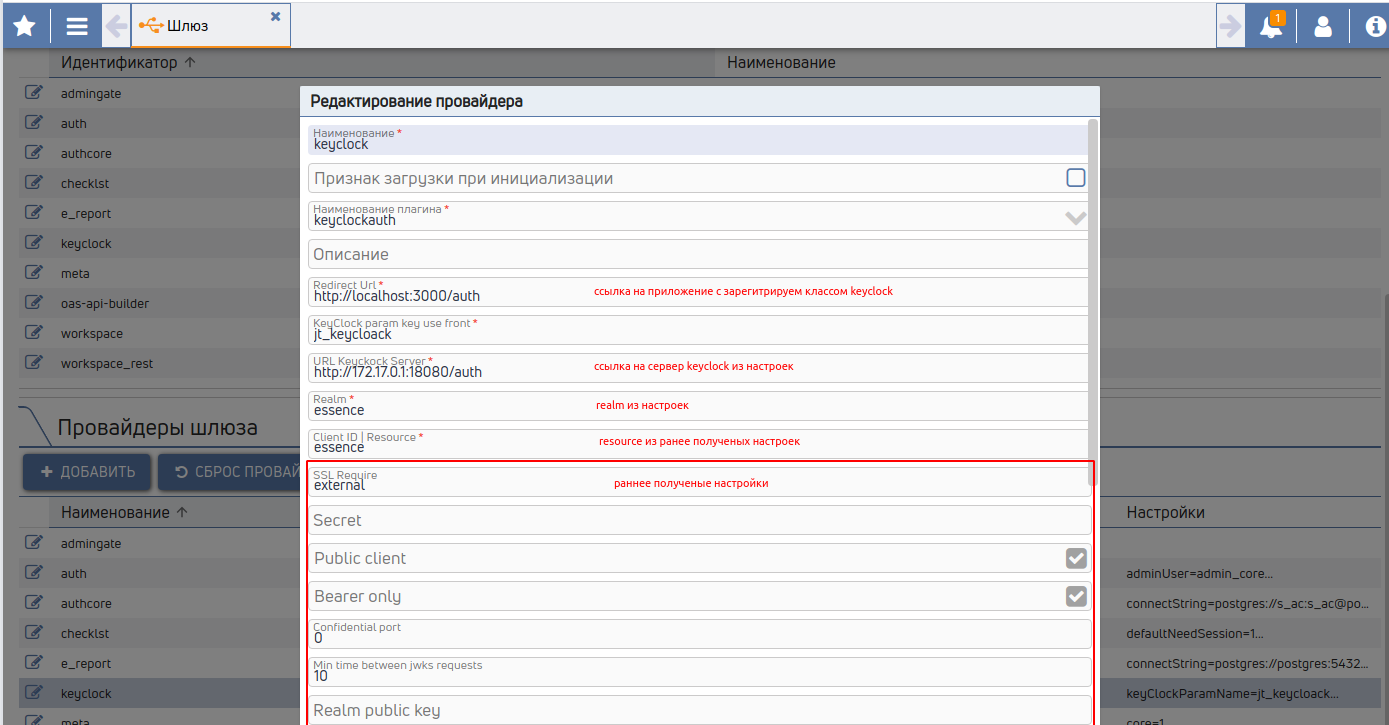 Шлюз
1
Идентификатор
Наименование
admingate
auth
authcore
checklst
e_report
keyclock
meta
oas-api-builder
workspace
workspace_rest
Редактирование провайдера
Наименование *
keyclock
Признак загрузки при инициализации
Наименование плагина *
keyclockauth
Описание
Redirect Url *
http://localhost:3000/auth
ссылка на приложение с зарегитрируем классом keyclock
KeyClock param key use front *
jt_keycloack
URL Keyckock Server *
http://172.17.0.1:18080/auth
ссылка на сервер keyclock из настроек
Realm *
essence
realm из настроек
Client ID | Resource *
essence
resource из ранее полученых настроек
SSL Require
external
раннее полученые настройки
Secret
Public client
Bearer only
Confidential port
0
Min time between jwks requests
10
Realm public key
Провайдеры шлюза
ДОБАВИТЬ
СБРОС ПРОВАЙ
Наименование
Настройки
admingate
auth
adminUser=admin_core...
authcore
connectString=postgres://s_ac:s_ac@po...
checklst
defaultNeedSession=1...
e_report
connectString=postgres://postgres:5432...
keyclock
keyClockParamName=jt_keycloack...
meta
core=1